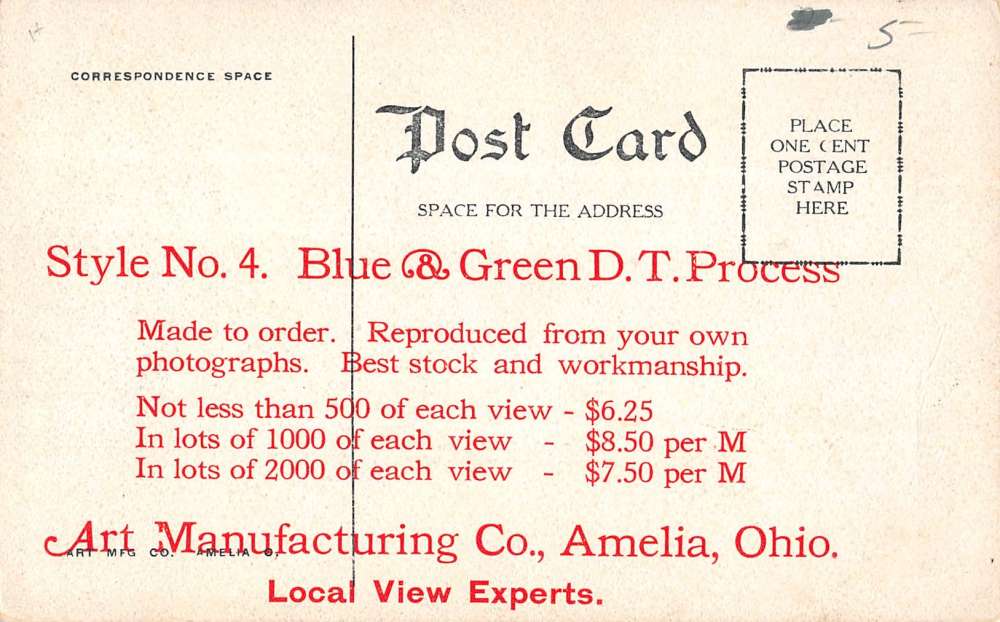 5-
CORRESPONDENCE SPACE
Post Card
PLACE
ONE CENT
POSTAGE
STAMP
HERE
SPACE FOR THE ADDRESS
Style No. 4. Blue & Green D. T. Process
Made to order. Reproduced from your own
photographs. Best stock and workmanship.
Not less than 500 of each view - $6.25
In lots of 1000 of each view - $8.50 per M
In lots of 2000 of each view - $7.50 per M
Art Manufacturing Co., Amelia, Ohio.
ART MFG CO. AMELIA O.
Local View Experts.